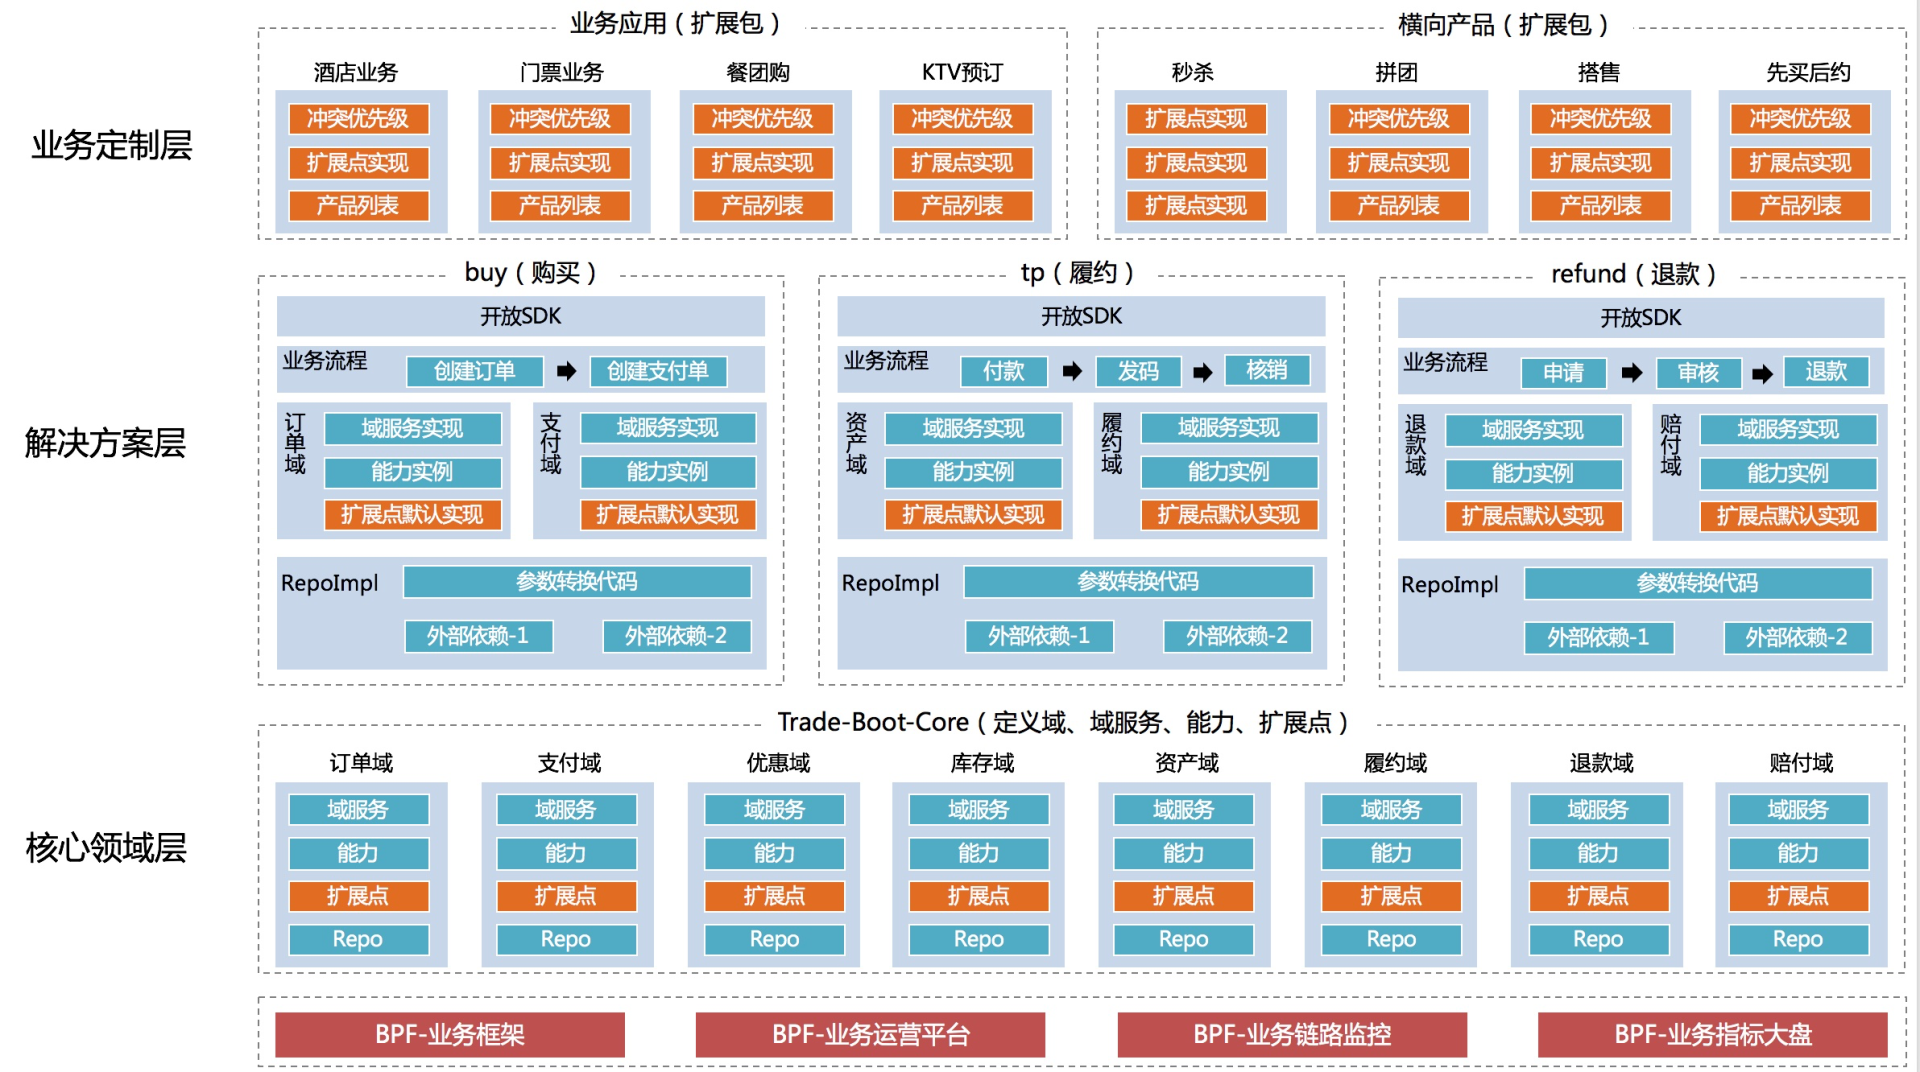 业务应用（扩展包）
横向产品（扩展包）
酒店业务
门票业务
餐团购
KTV预订
秒杀
拼团
搭售
先买后约
业务定制层
冲突优先级
冲突优先级
冲突优先级
冲突优先级
扩展点实现
冲突优先级
冲突优先级
冲突优先级
扩展点实现
扩展点实现
扩展点实现
扩展点实现
扩展点实现
扩展点实现
扩展点实现
扩展点实现
产品列表
产品列表
产品列表
产品列表
扩展点实现
产品列表
产品列表
产品列表
解决方案层
buy（购买）
开放SDK
业务流程
创建订单
创建支付单
订单域
域服务实现
能力实例
扩展点默认实现
支付域
域服务实现
能力实例
扩展点默认实现
RepoImpl
参数转换代码
外部依赖-1
外部依赖-2
tp（履约）
开放SDK
业务流程
付款
发码
核销
资产域
域服务实现
能力实例
扩展点默认实现
履约域
域服务实现
能力实例
扩展点默认实现
RepoImpl
参数转换代码
外部依赖-1
外部依赖-2
refund（退款）
开放SDK
业务流程
申请
审核
退款
退款域
域服务实现
能力实例
扩展点默认实现
赔付域
域服务实现
能力实例
扩展点默认实现
RepoImpl
参数转换代码
外部依赖-1
外部依赖-2
Trade-Boot-Core（定义域、域服务、能力、扩展点）
核心领域层
订单域
支付域
优惠域
库存域
资产域
履约域
退款域
赔付域
域服务
域服务
域服务
域服务
域服务
域服务
域服务
域服务
能力
能力
能力
能力
能力
能力
能力
能力
扩展点
扩展点
扩展点
扩展点
扩展点
扩展点
扩展点
扩展点
Repo
Repo
Repo
Repo
Repo
Repo
Repo
Repo
BPF-业务框架
BPF-业务运营平台
BPF-业务链路监控
BPF-业务指标大盘